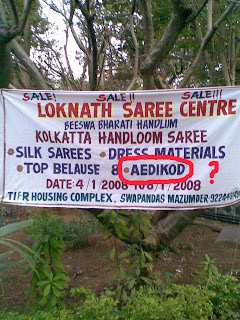 SALE! SALE!! SALE!!!
LOKNATH SAREE CENTRE
BEESWA BHARATI HANDLUM
KOLKATTA HANDLOOM SAREE
• SILK SAREES • DRESS MATERIALS
• TOP BELAUSE & • AEDIKOD ?
DATE: 4/1 2008 TO 6/1/2008
TIFR HOUSING COMPLEX, SWAPANDAS MAZUMDER